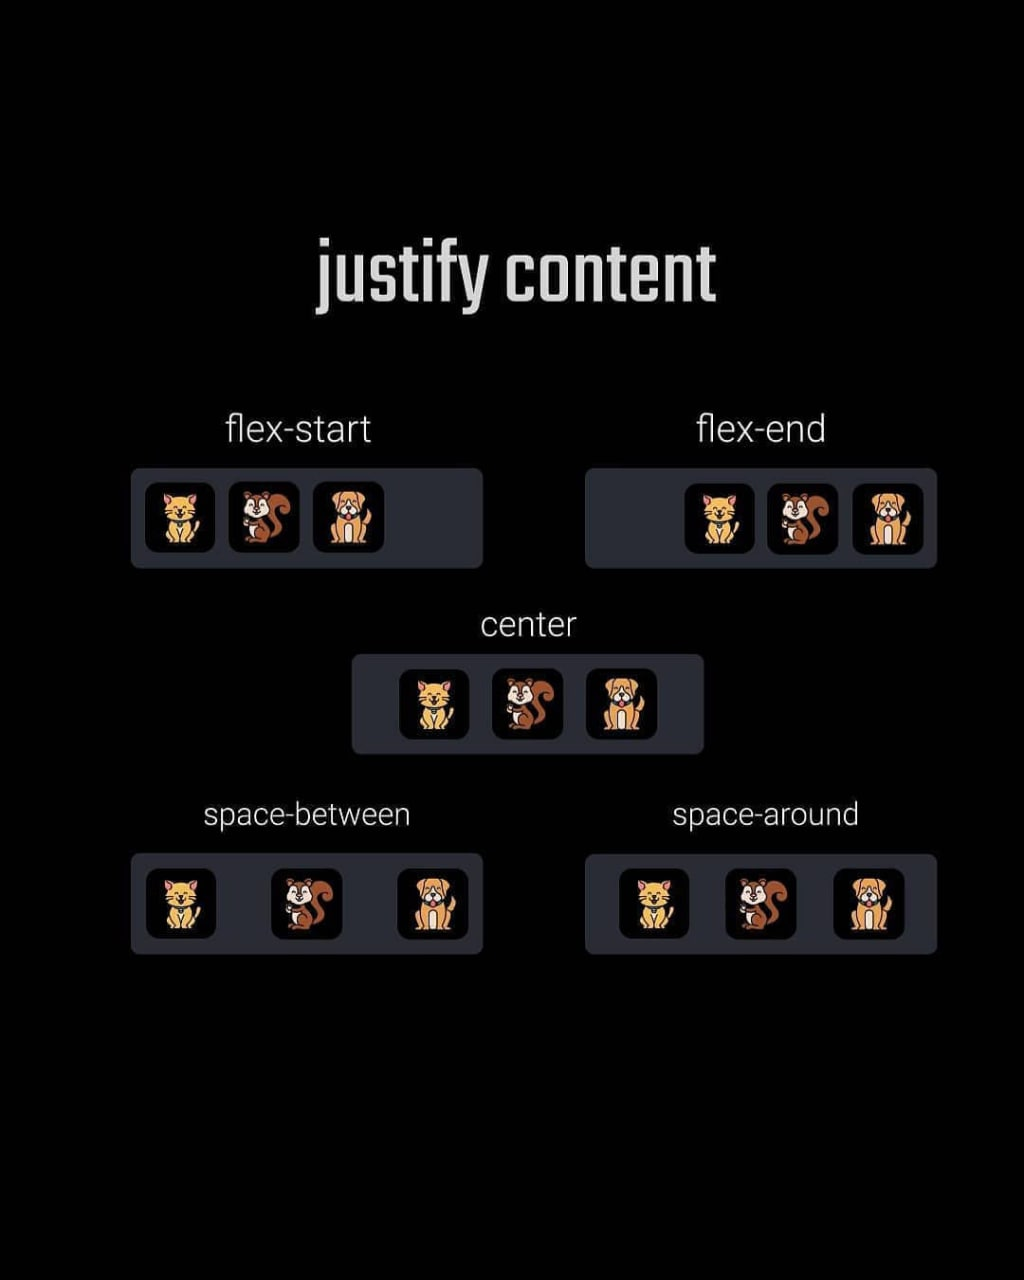 justify content
flex-start
flex-end
center
space-between
space-around